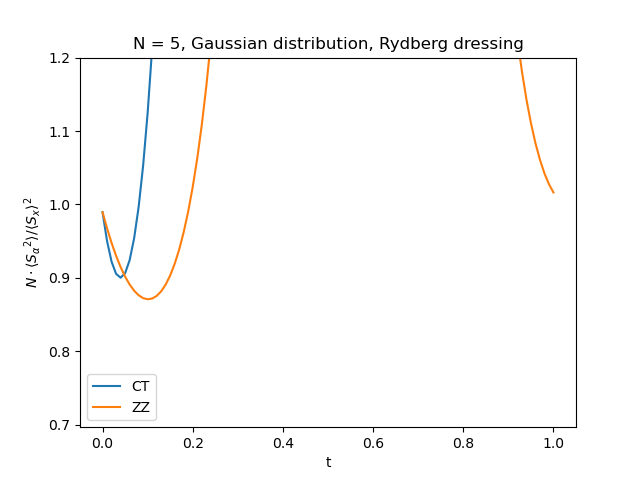 N = 5, Gaussian distribution, Rydberg dressing
N · ⟨S_α²⟩/⟨S_x⟩²
1.2
1.1
1.0
0.9
0.8
0.7
CT
ZZ
0.0 0.2 0.4 0.6 0.8 1.0
t